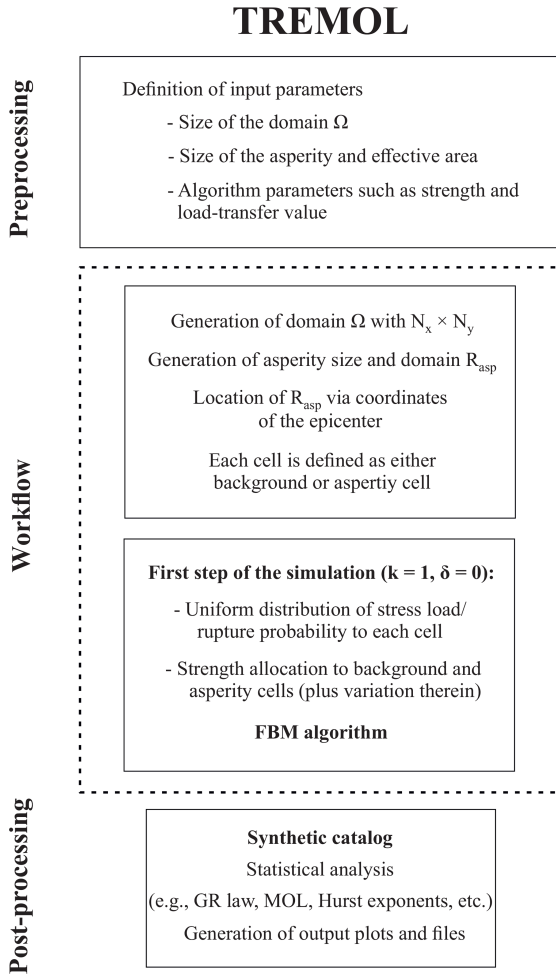 TREMOL
Preprocessing
Definition of input parameters
- Size of the domain Ω
- Size of the asperity and effective area
- Algorithm parameters such as strength and
load-transfer value
Workflow
Generation of domain Ω with Nx × Ny
Generation of asperity size and domain Rasp
Location of Rasp via coordinates
of the epicenter
Each cell is defined as either
background or aspertiy cell
First step of the simulation (k = 1, δ = 0):
- Uniform distribution of stress load/
rupture probability to each cell
- Strength allocation to background and
asperity cells (plus variation therein)
FBM algorithm
Post-processing
Synthetic catalog
Statistical analysis
(e.g., GR law, MOL, Hurst exponents, etc.)
Generation of output plots and files